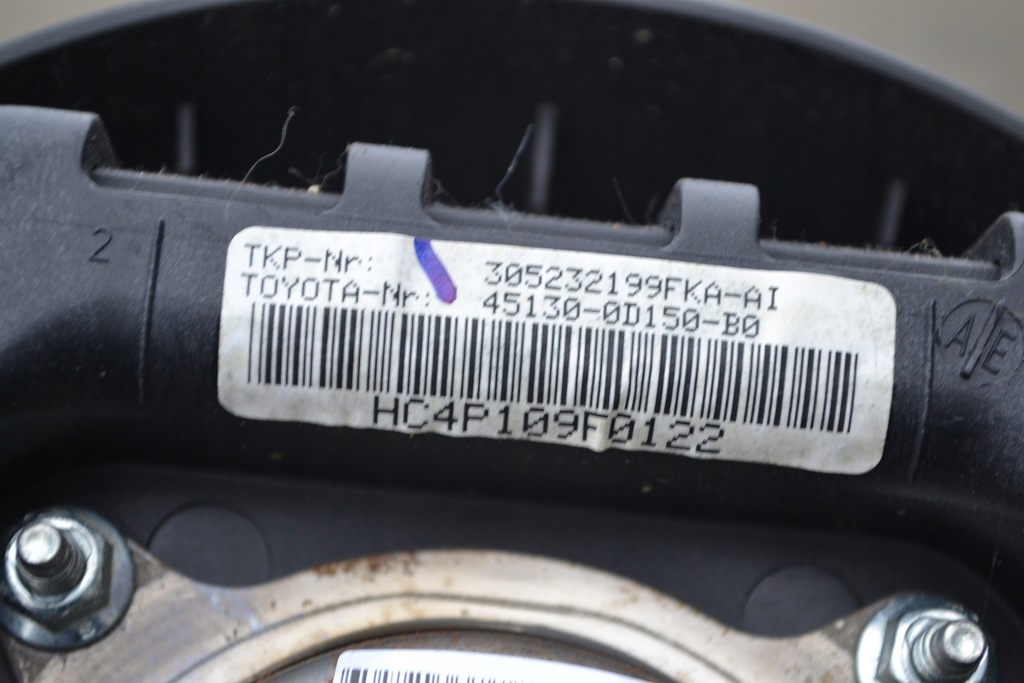 2
TKP-Nr: 305232199FKA-AI
TOYOTA-Nr: 45130-0D150-B0
HC4P109F0122
A/E